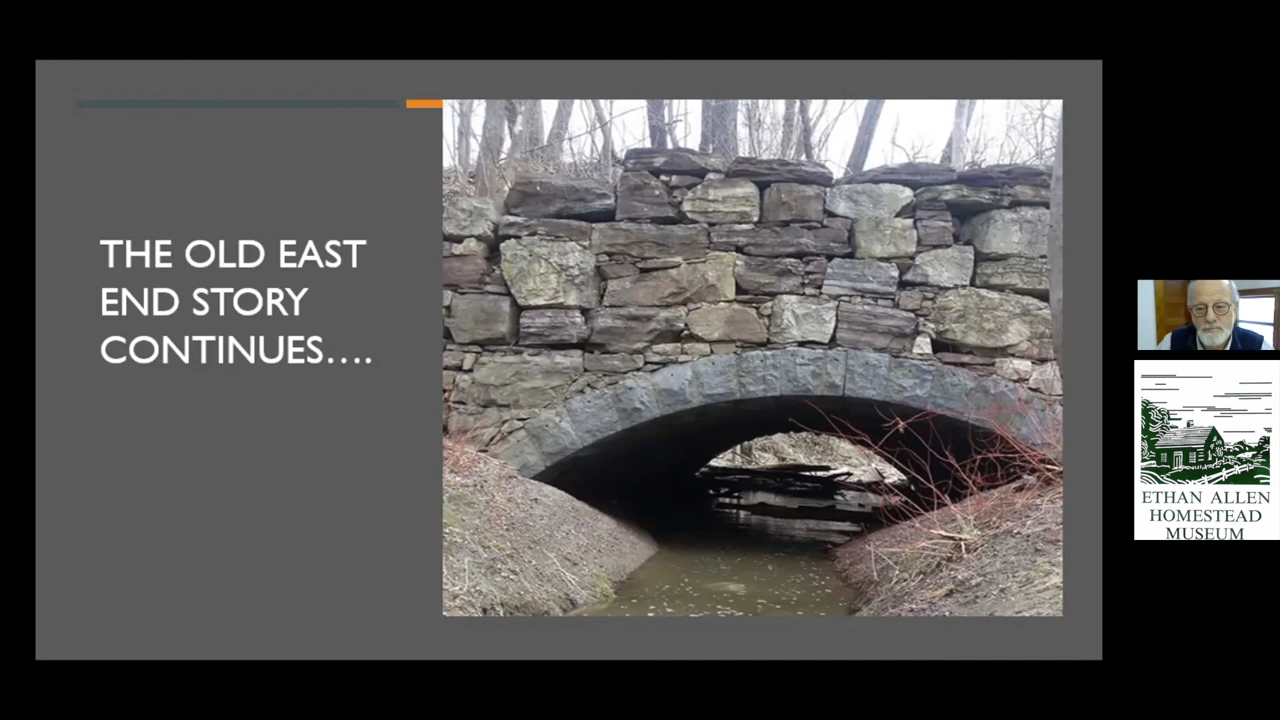 THE OLD EAST
END STORY
CONTINUES....
ETHAN ALLEN
HOMESTEAD
MUSEUM